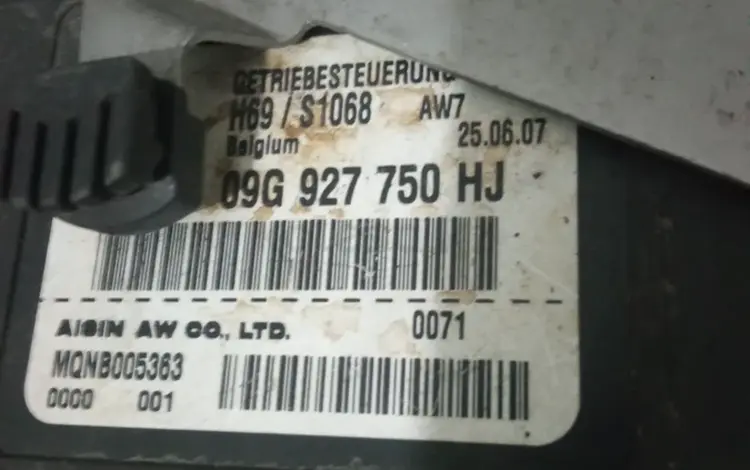 GETRIEBESTEUERUNG
H69 / S1068 AW7
Belgium 25.06.07
09G 927 750 HJ
AISIN AW CO., LTD. 0071
MQNB005363
0000 001